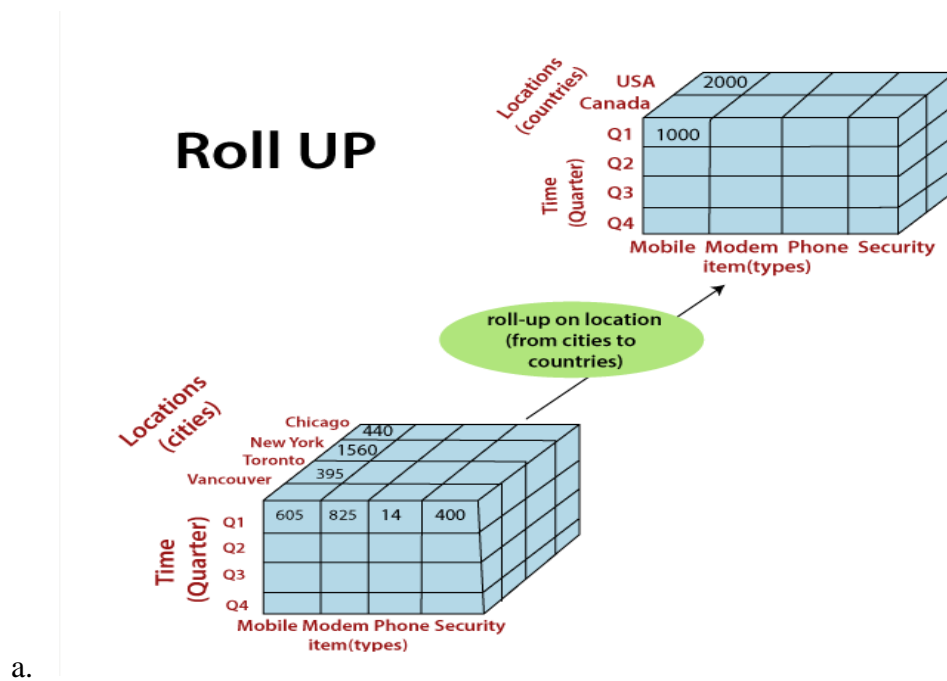 Roll UP
Locations
(countries)
USA
Canada
2000
Q1
1000
Q2
Q3
Q4
Time
(Quarter)
Mobile Modem Phone Security
item(types)
roll-up on location
(from cities to
countries)
Locations
(cities)
Chicago
New York
Toronto
Vancouver
440
1560
395
605 825 14 400
Q1
Q2
Q3
Q4
Time
(Quarter)
Mobile Modem Phone Security
item(types)
a.